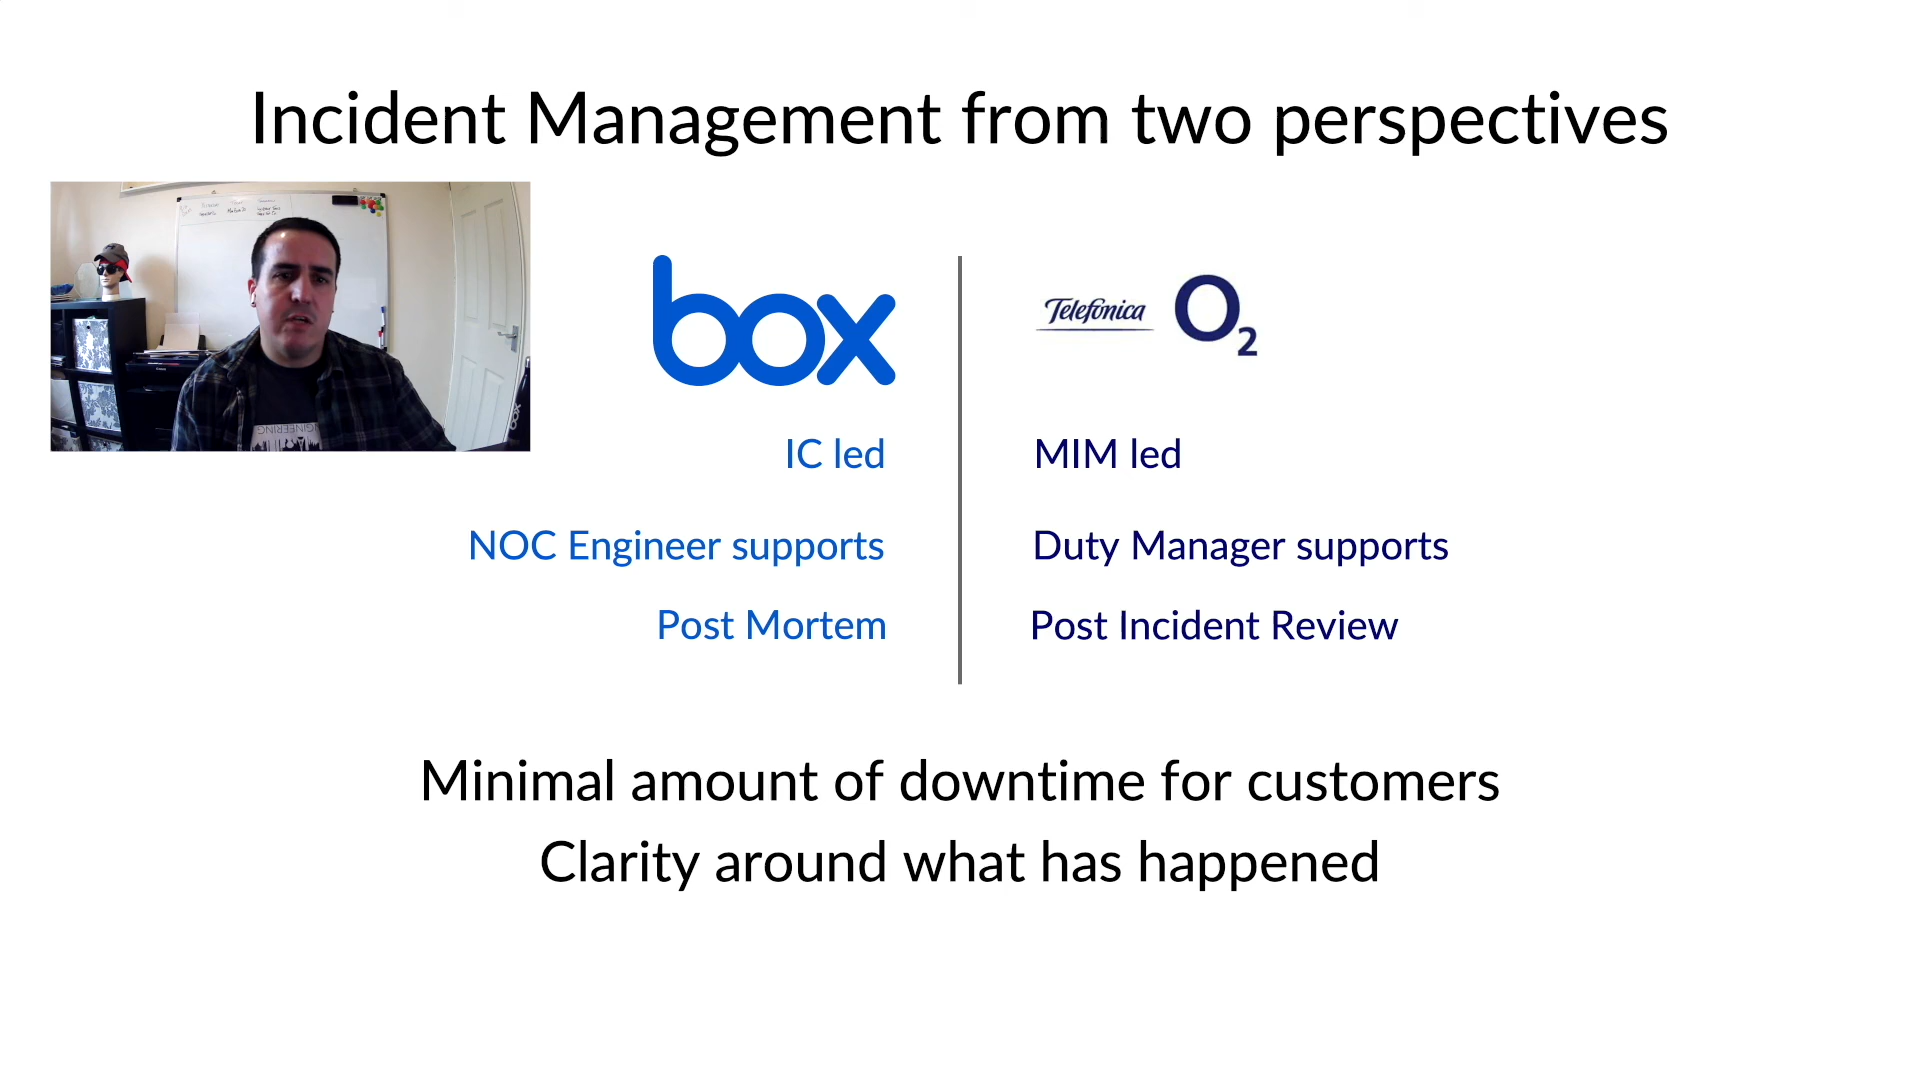 Incident Management from two perspectives
box
Telefónica O2
IC led
MIM led
NOC Engineer supports
Duty Manager supports
Post Mortem
Post Incident Review
Minimal amount of downtime for customers
Clarity around what has happened